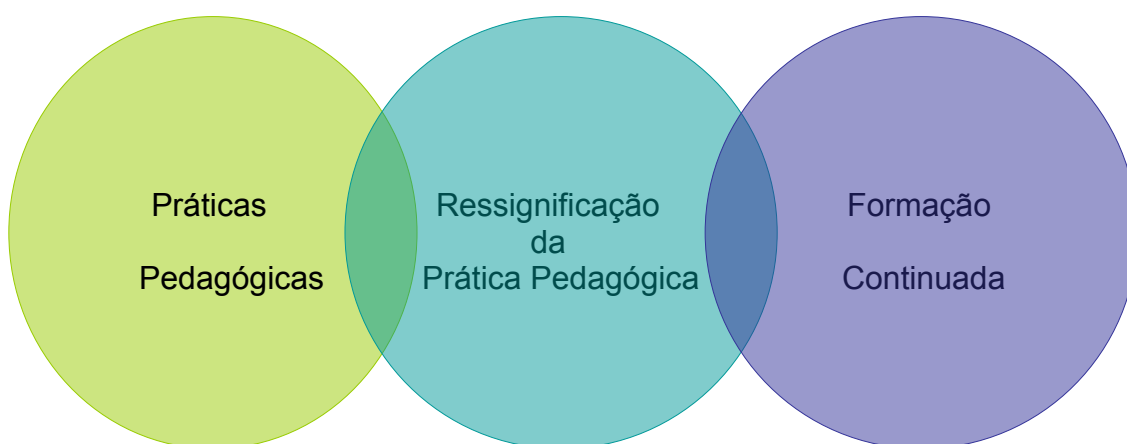 Práticas
Pedagógicas
Ressignificação
da
Prática Pedagógica
Formação
Continuada